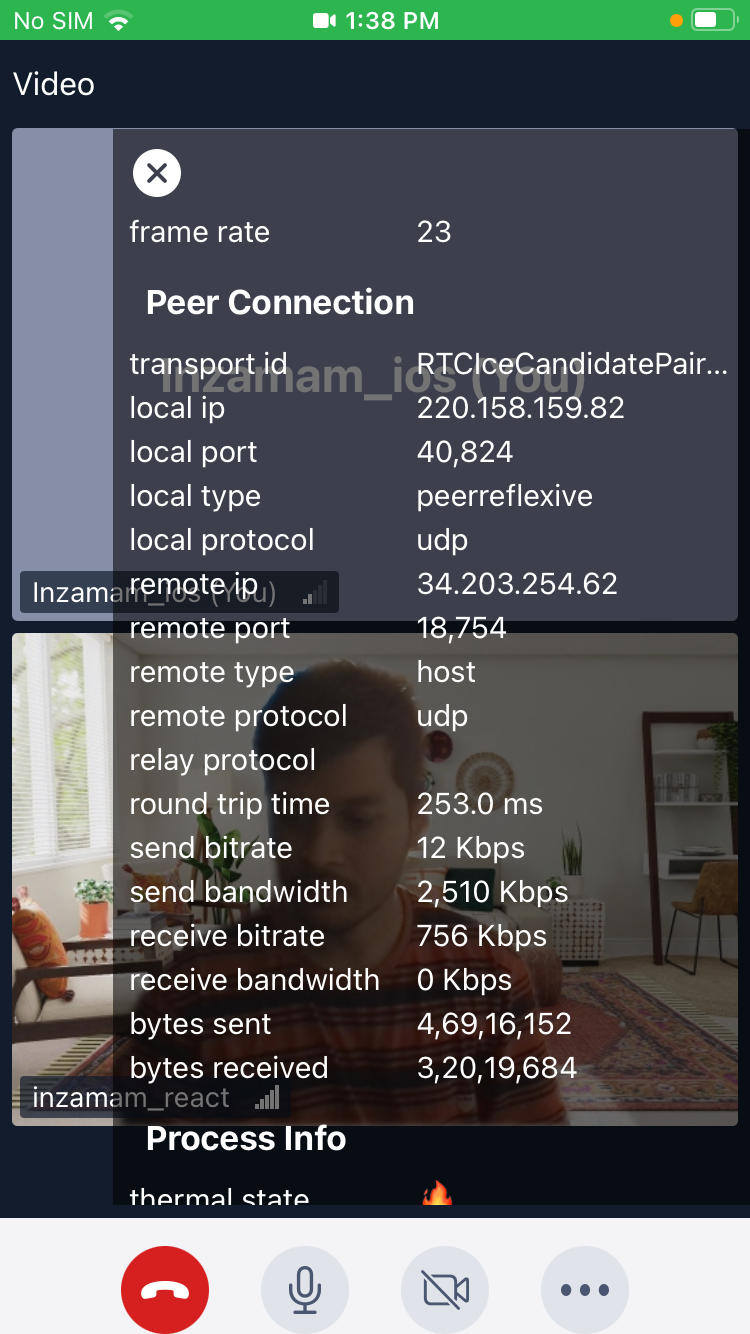 No SIM 1:38 PM
Video
frame rate 23
Peer Connection
transport id RTCIceCandidatePair...
Inzamam_ios (You)
local ip 220.158.159.82
local port 40,824
local type peerreflexive
local protocol udp
remote ip 34.203.254.62
Inzamam_ios (You)
remote port 18,754
remote type host
remote protocol udp
relay protocol
round trip time 253.0 ms
send bitrate 12 Kbps
send bandwidth 2,510 Kbps
receive bitrate 756 Kbps
receive bandwidth 0 Kbps
bytes sent 4,69,16,152
bytes received 3,20,19,684
inzamam_react
Process Info
thermal state 🔥